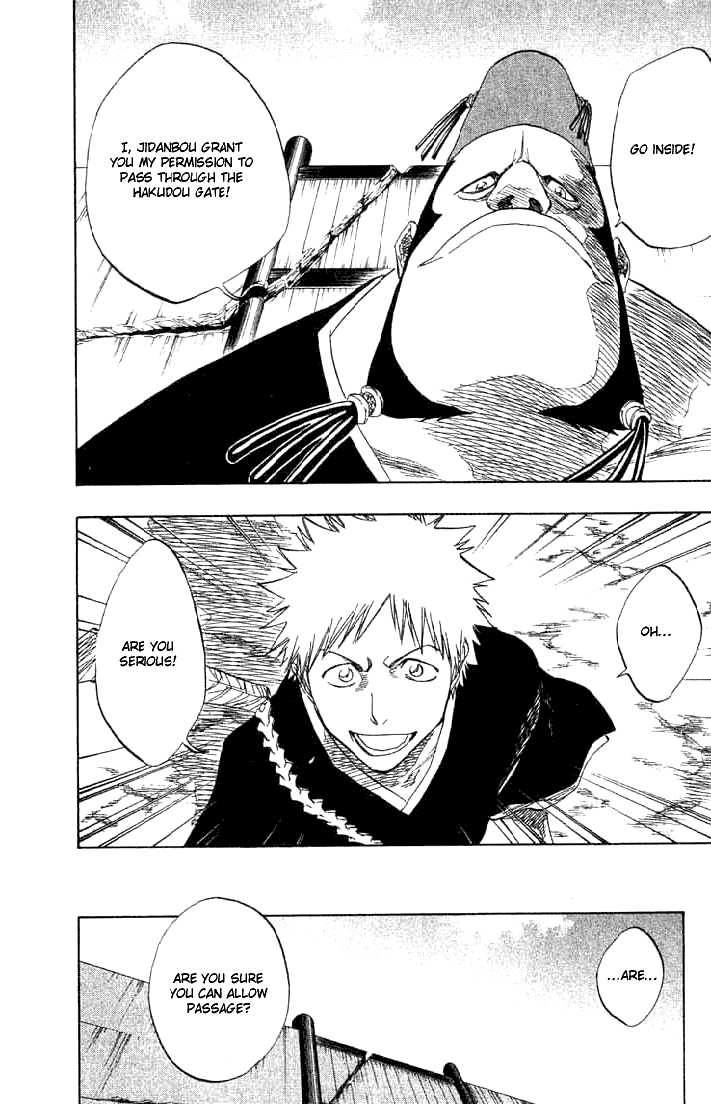 GO INSIDE!
I, JIDANBOU GRANT
YOU MY PERMISSION TO
PASS THROUGH THE
HAKUDOU GATE!
OH...
ARE YOU
SERIOUS!
...ARE...
ARE YOU SURE
YOU CAN ALLOW
PASSAGE?